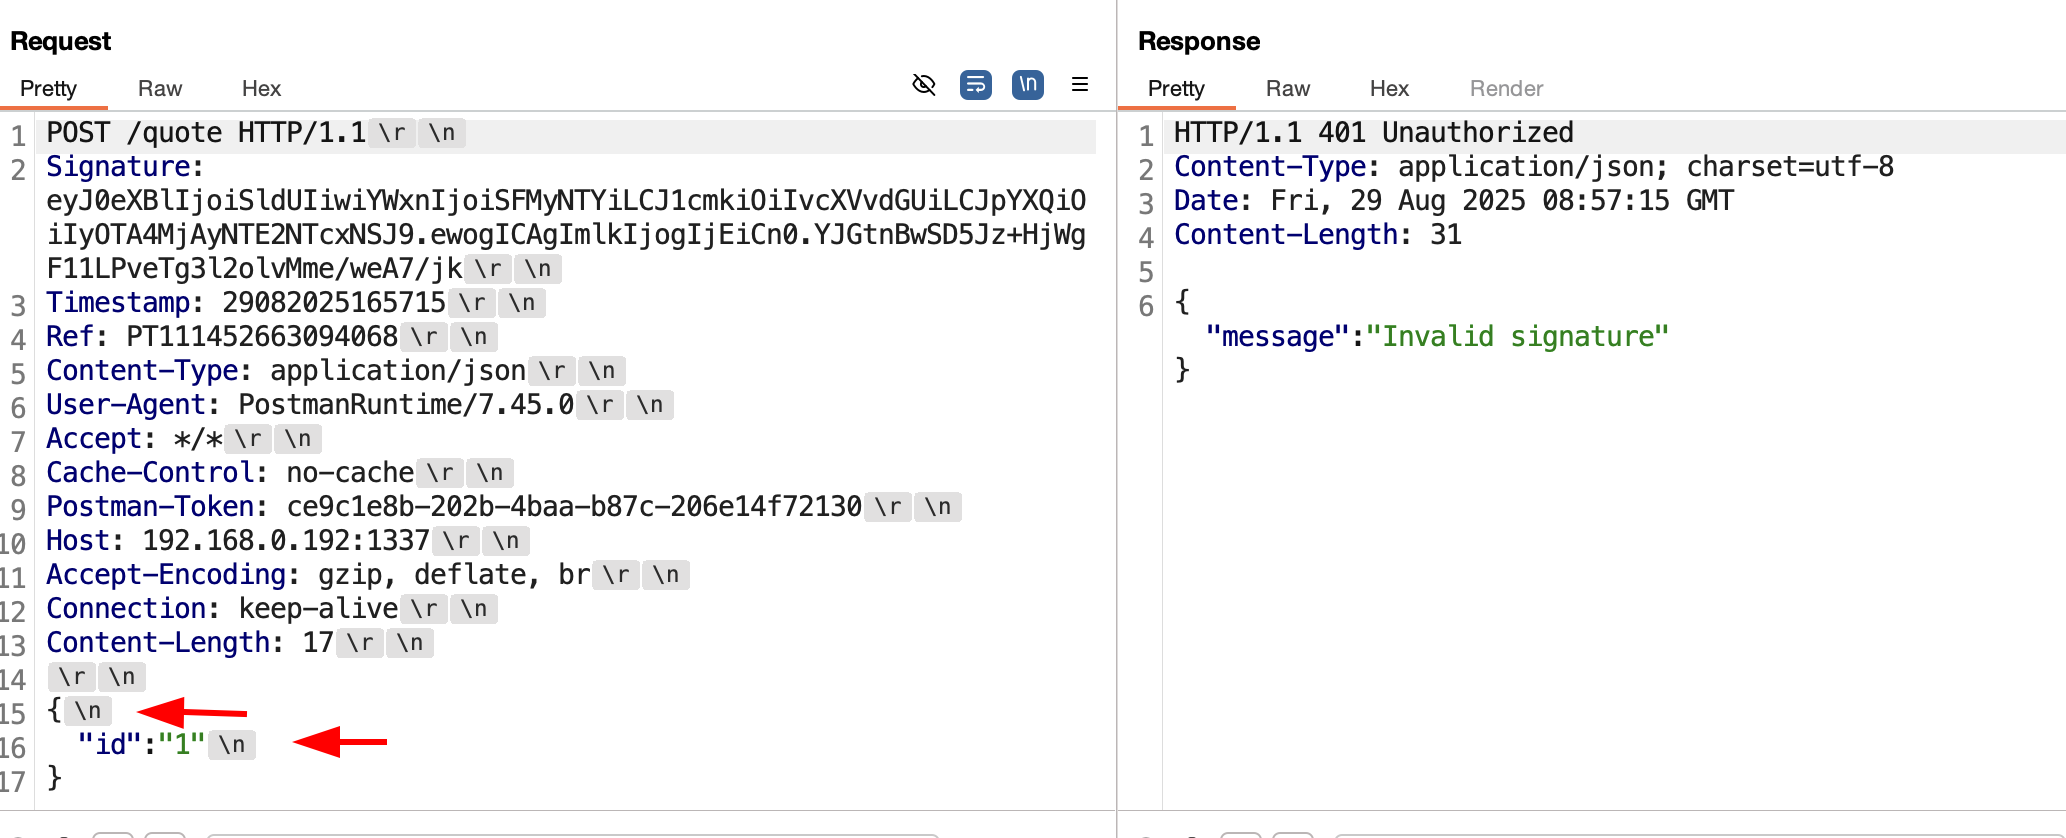 Request
Pretty Raw Hex
\n
1 POST /quote HTTP/1.1 \r \n
2 Signature:
eyJ0eXBlIjoiSldUIiwiYWxnIjoiSFMyNTYiLCJ1cmkiOiIvcXVvdGUiLCJpYXQiO
iIyOTA4MjAyNTE2NTcxNSJ9.ewogICAgImlkIjogIjEiCn0.YJGtnBwSD5Jz+HjWg
F11LPveTg3l2olvMme/weA7/jk \r \n
3 Timestamp: 29082025165715 \r \n
4 Ref: PT111452663094068 \r \n
5 Content-Type: application/json \r \n
6 User-Agent: PostmanRuntime/7.45.0 \r \n
7 Accept: */* \r \n
8 Cache-Control: no-cache \r \n
9 Postman-Token: ce9c1e8b-202b-4baa-b87c-206e14f72130 \r \n
10 Host: 192.168.0.192:1337 \r \n
11 Accept-Encoding: gzip, deflate, br \r \n
12 Connection: keep-alive \r \n
13 Content-Length: 17 \r \n
14 \r \n
15 { \n
16 "id":"1" \n
17 }
Response
Pretty Raw Hex Render
1 HTTP/1.1 401 Unauthorized
2 Content-Type: application/json; charset=utf-8
3 Date: Fri, 29 Aug 2025 08:57:15 GMT
4 Content-Length: 31
5
6 {
"message":"Invalid signature"
}